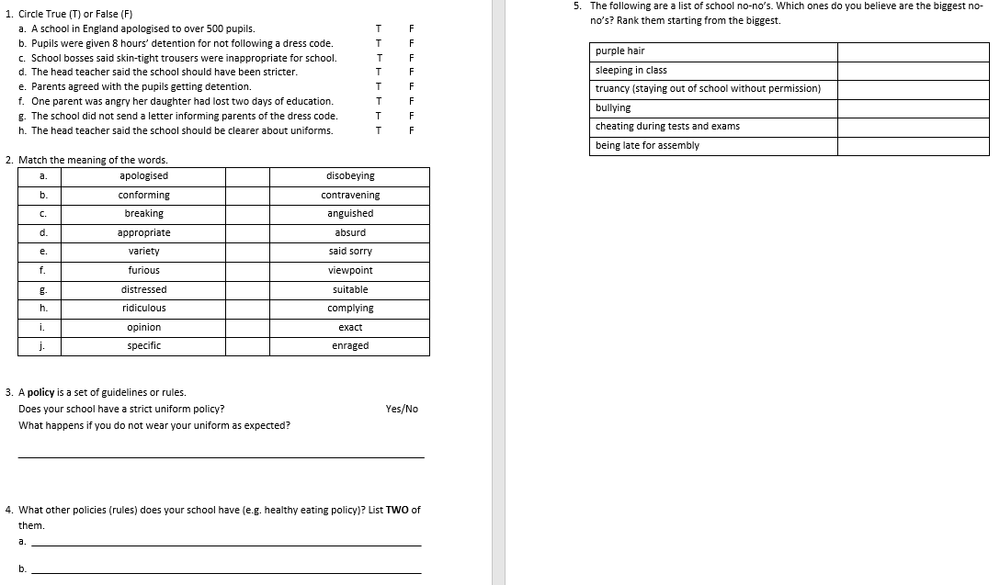 1. Circle True (T) or False (F)
a. A school in England apologised to over 500 pupils. T F
b. Pupils were given 8 hours’ detention for not following a dress code. T F
c. School bosses said skin-tight trousers were inappropriate for school. T F
d. The head teacher said the school should have been stricter. T F
e. Parents agreed with the pupils getting detention. T F
f. One parent was angry her daughter had lost two days of education. T F
g. The school did not send a letter informing parents of the dress code. T F
h. The head teacher said the school should be clearer about uniforms. T F
2. Match the meaning of the words.
a. apologised disobeying
b. conforming contravening
c. breaking anguished
d. appropriate absurd
e. variety said sorry
f. furious viewpoint
g. distressed suitable
h. ridiculous complying
i. opinion exact
j. specific enraged
3. A policy is a set of guidelines or rules.
Does your school have a strict uniform policy? Yes/No
What happens if you do not wear your uniform as expected?
4. What other policies (rules) does your school have (e.g. healthy eating policy)? List TWO of
them.
a.
b.
5. The following are a list of school no-no’s. Which ones do you believe are the biggest no-
no’s? Rank them starting from the biggest.
purple hair
sleeping in class
truancy (staying out of school without permission)
bullying
cheating during tests and exams
being late for assembly